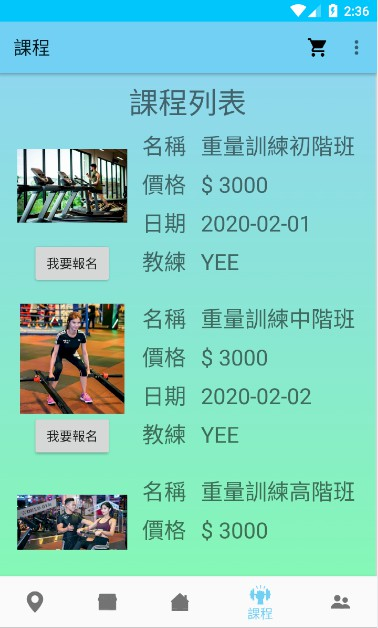 2:36
課程
課程列表
名稱 重量訓練初階班
價格 $ 3000
日期 2020-02-01
教練 YEE
我要報名
名稱 重量訓練中階班
價格 $ 3000
日期 2020-02-02
教練 YEE
我要報名
名稱 重量訓練高階班
價格 $ 3000
課程